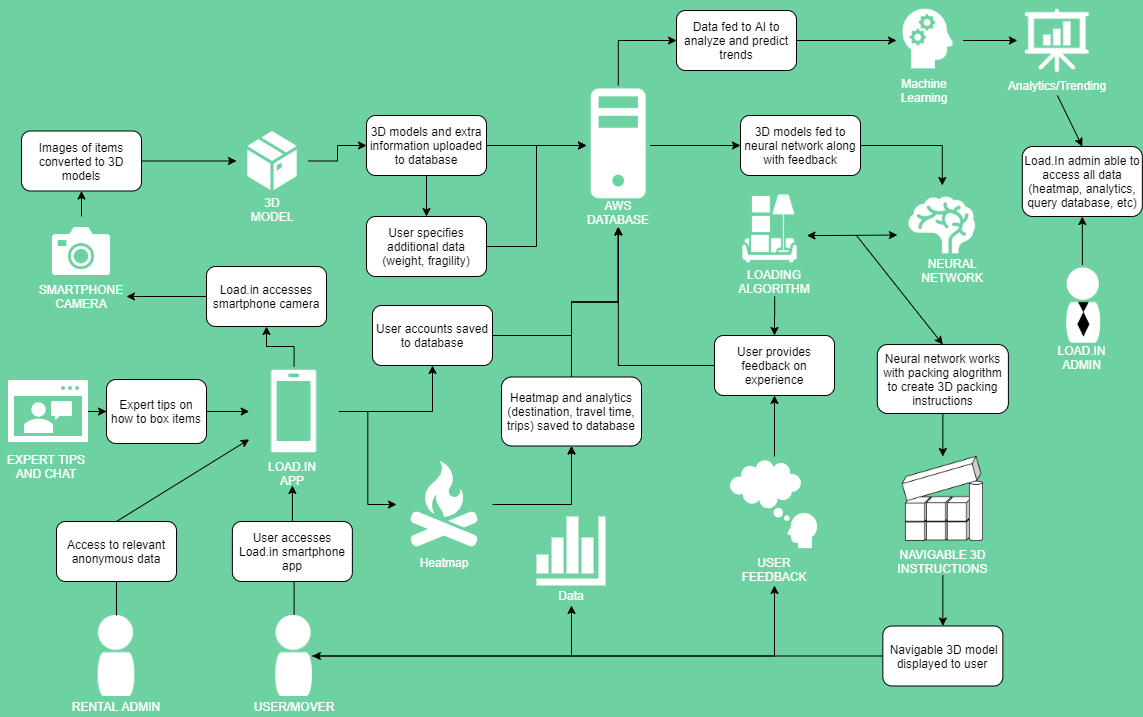 Data fed to AI to
analyze and predict
trends
Machine
Learning
Analytics/Trending
Images of items
converted to 3D
models
3D
MODEL
3D models and extra
information uploaded
to database
AWS
DATABASE
3D models fed to
neural network along
with feedback
Load.In admin able to
access all data
(heatmap, analytics,
query database, etc)
User specifies
additional data
(weight, fragility)
SMARTPHONE
CAMERA
Load.in accesses
smartphone camera
LOADING
ALGORITHM
NEURAL
NETWORK
LOAD.IN
ADMIN
User accounts saved
to database
User provides
feedback on
experience
Neural network works
with packing alogrithm
to create 3D packing
instructions
EXPERT TIPS
AND CHAT
Expert tips on
how to box items
LOAD.IN
APP
Heatmap and analytics
(destination, travel time,
trips) saved to database
Heatmap
Data
USER
FEEDBACK
NAVIGABLE 3D
INSTRUCTIONS
Access to relevant
anonymous data
User accesses
Load.in smartphone
app
Navigable 3D model
displayed to user
RENTAL ADMIN
USER/MOVER